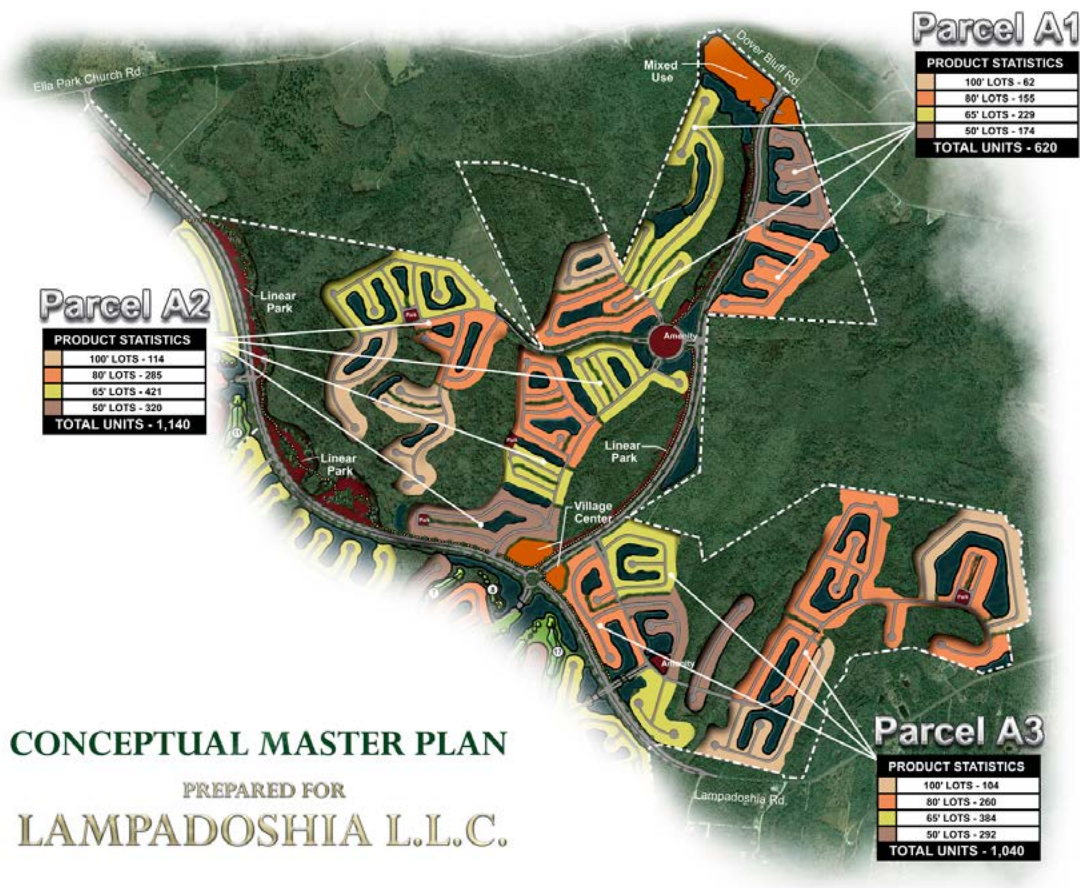 Parcel A1
PRODUCT STATISTICS
100' LOTS - 62
80' LOTS - 155
65' LOTS - 229
50' LOTS - 174
TOTAL UNITS - 620
Dover Bluff Rd.
Mixed
Use
Ella Park Church Rd.
Parcel A2
PRODUCT STATISTICS
100' LOTS - 114
80' LOTS - 285
65' LOTS - 421
50' LOTS - 320
TOTAL UNITS - 1,140
Linear
Park
Park
Amenity
Park
Linear
Park
Linear
Park
Park
Village
Center
Park
Amenity
17
Parcel A3
PRODUCT STATISTICS
100' LOTS - 104
80' LOTS - 260
65' LOTS - 384
50' LOTS - 292
TOTAL UNITS - 1,040
Lampadoshia Rd.
CONCEPTUAL MASTER PLAN
PREPARED FOR
LAMPADOSHIA L.L.C.